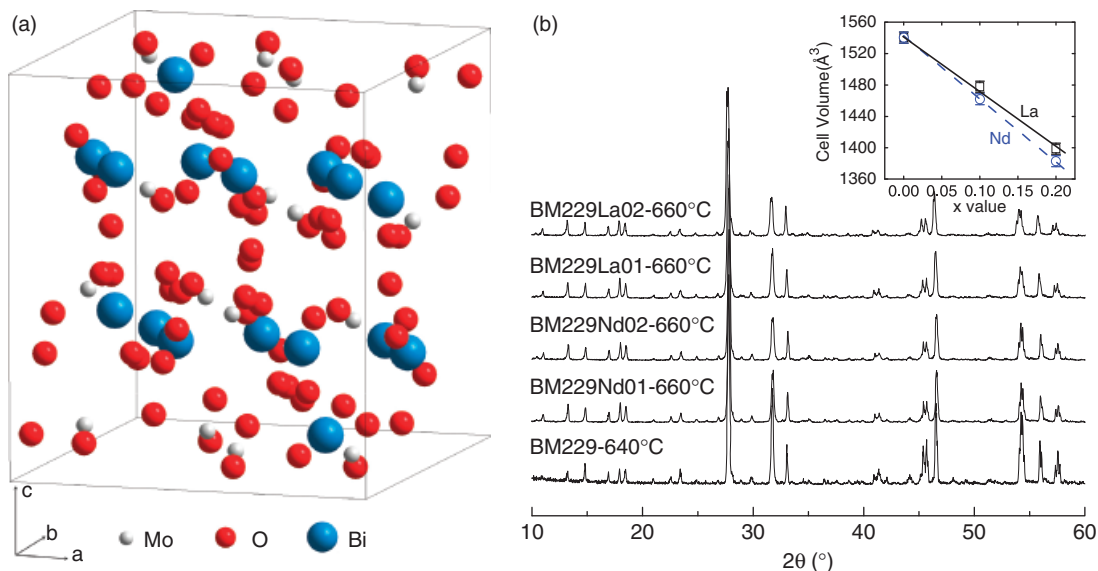 (a)
c
b
a
Mo O Bi
(b)
1560
1520
1480
1440
1400
1360
Cell Volume(Å³)
La
Nd
0.00 0.05 0.10 0.15 0.20
x value
BM229La02-660°C
BM229La01-660°C
BM229Nd02-660°C
BM229Nd01-660°C
BM229-640°C
10 20 30 40 50 60
2θ (°)